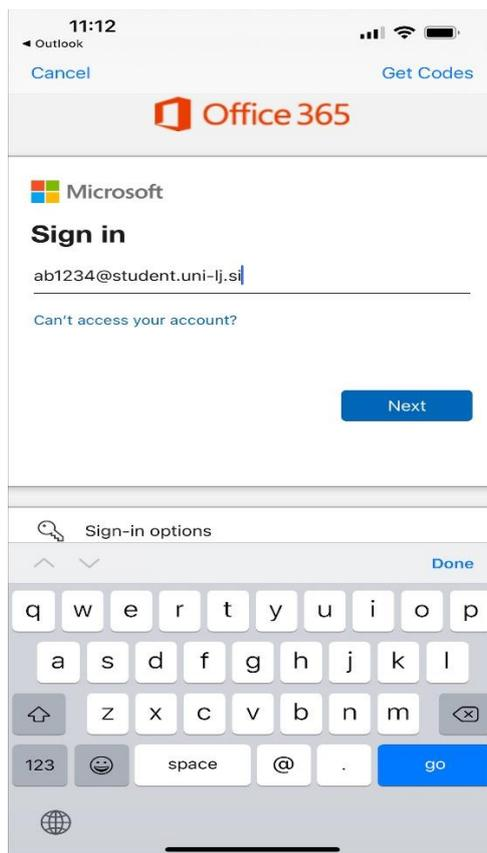 11:12
◄ Outlook
Cancel Get Codes
Office 365
Microsoft
Sign in
ab1234@student.uni-lj.si
Can't access your account?
Next
Sign-in options
Done
q w e r t y u i o p
a s d f g h j k l
z x c v b n m
123 space @ . go